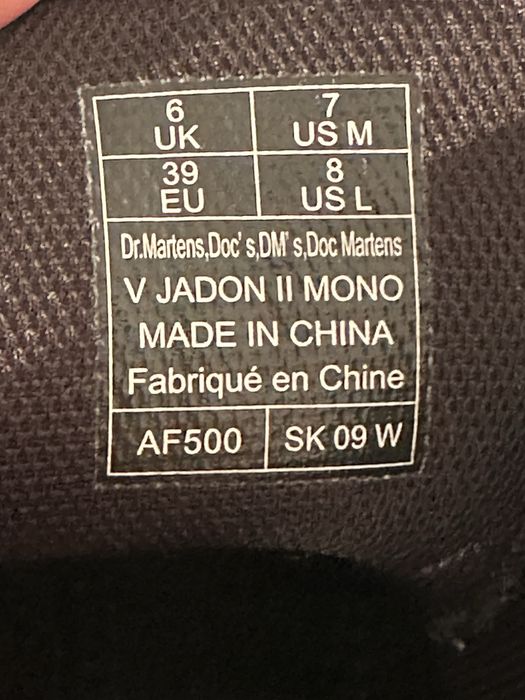 6 UK
7 US M
39 EU
8 US L
Dr.Martens,Doc's,DM's,Doc Martens
V JADON II MONO
MADE IN CHINA
Fabriqué en Chine
AF500
SK 09 W